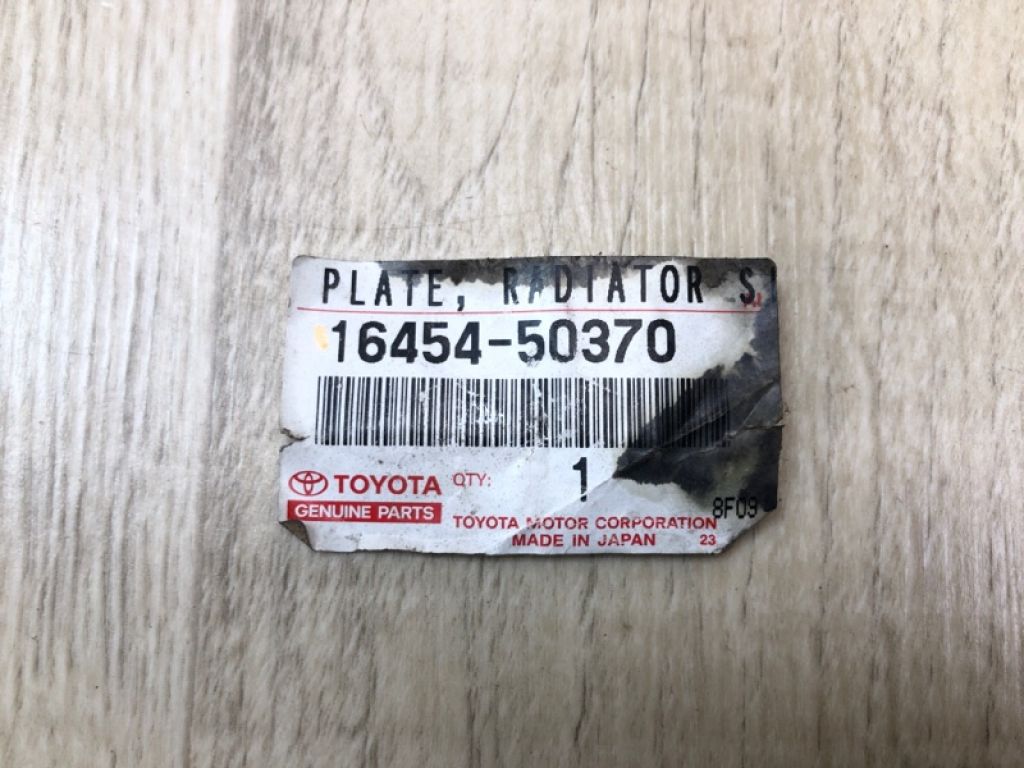 PLATE, RADIATOR S
16454-50370
TOYOTA QTY: 1
GENUINE PARTS
8F09
TOYOTA MOTOR CORPORATION
MADE IN JAPAN 23